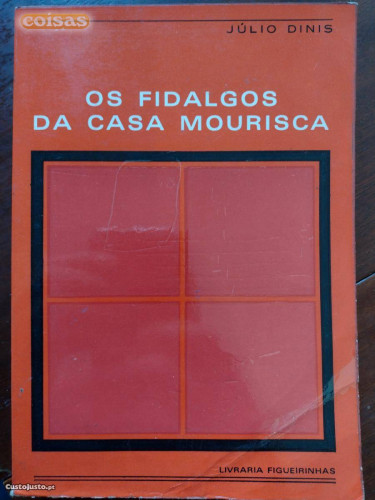 coisas
JÚLIO DINIS
OS FIDALGOS
DA CASA MOURISCA
LIVRARIA FIGUEIRINHAS
CustoJusto.pt